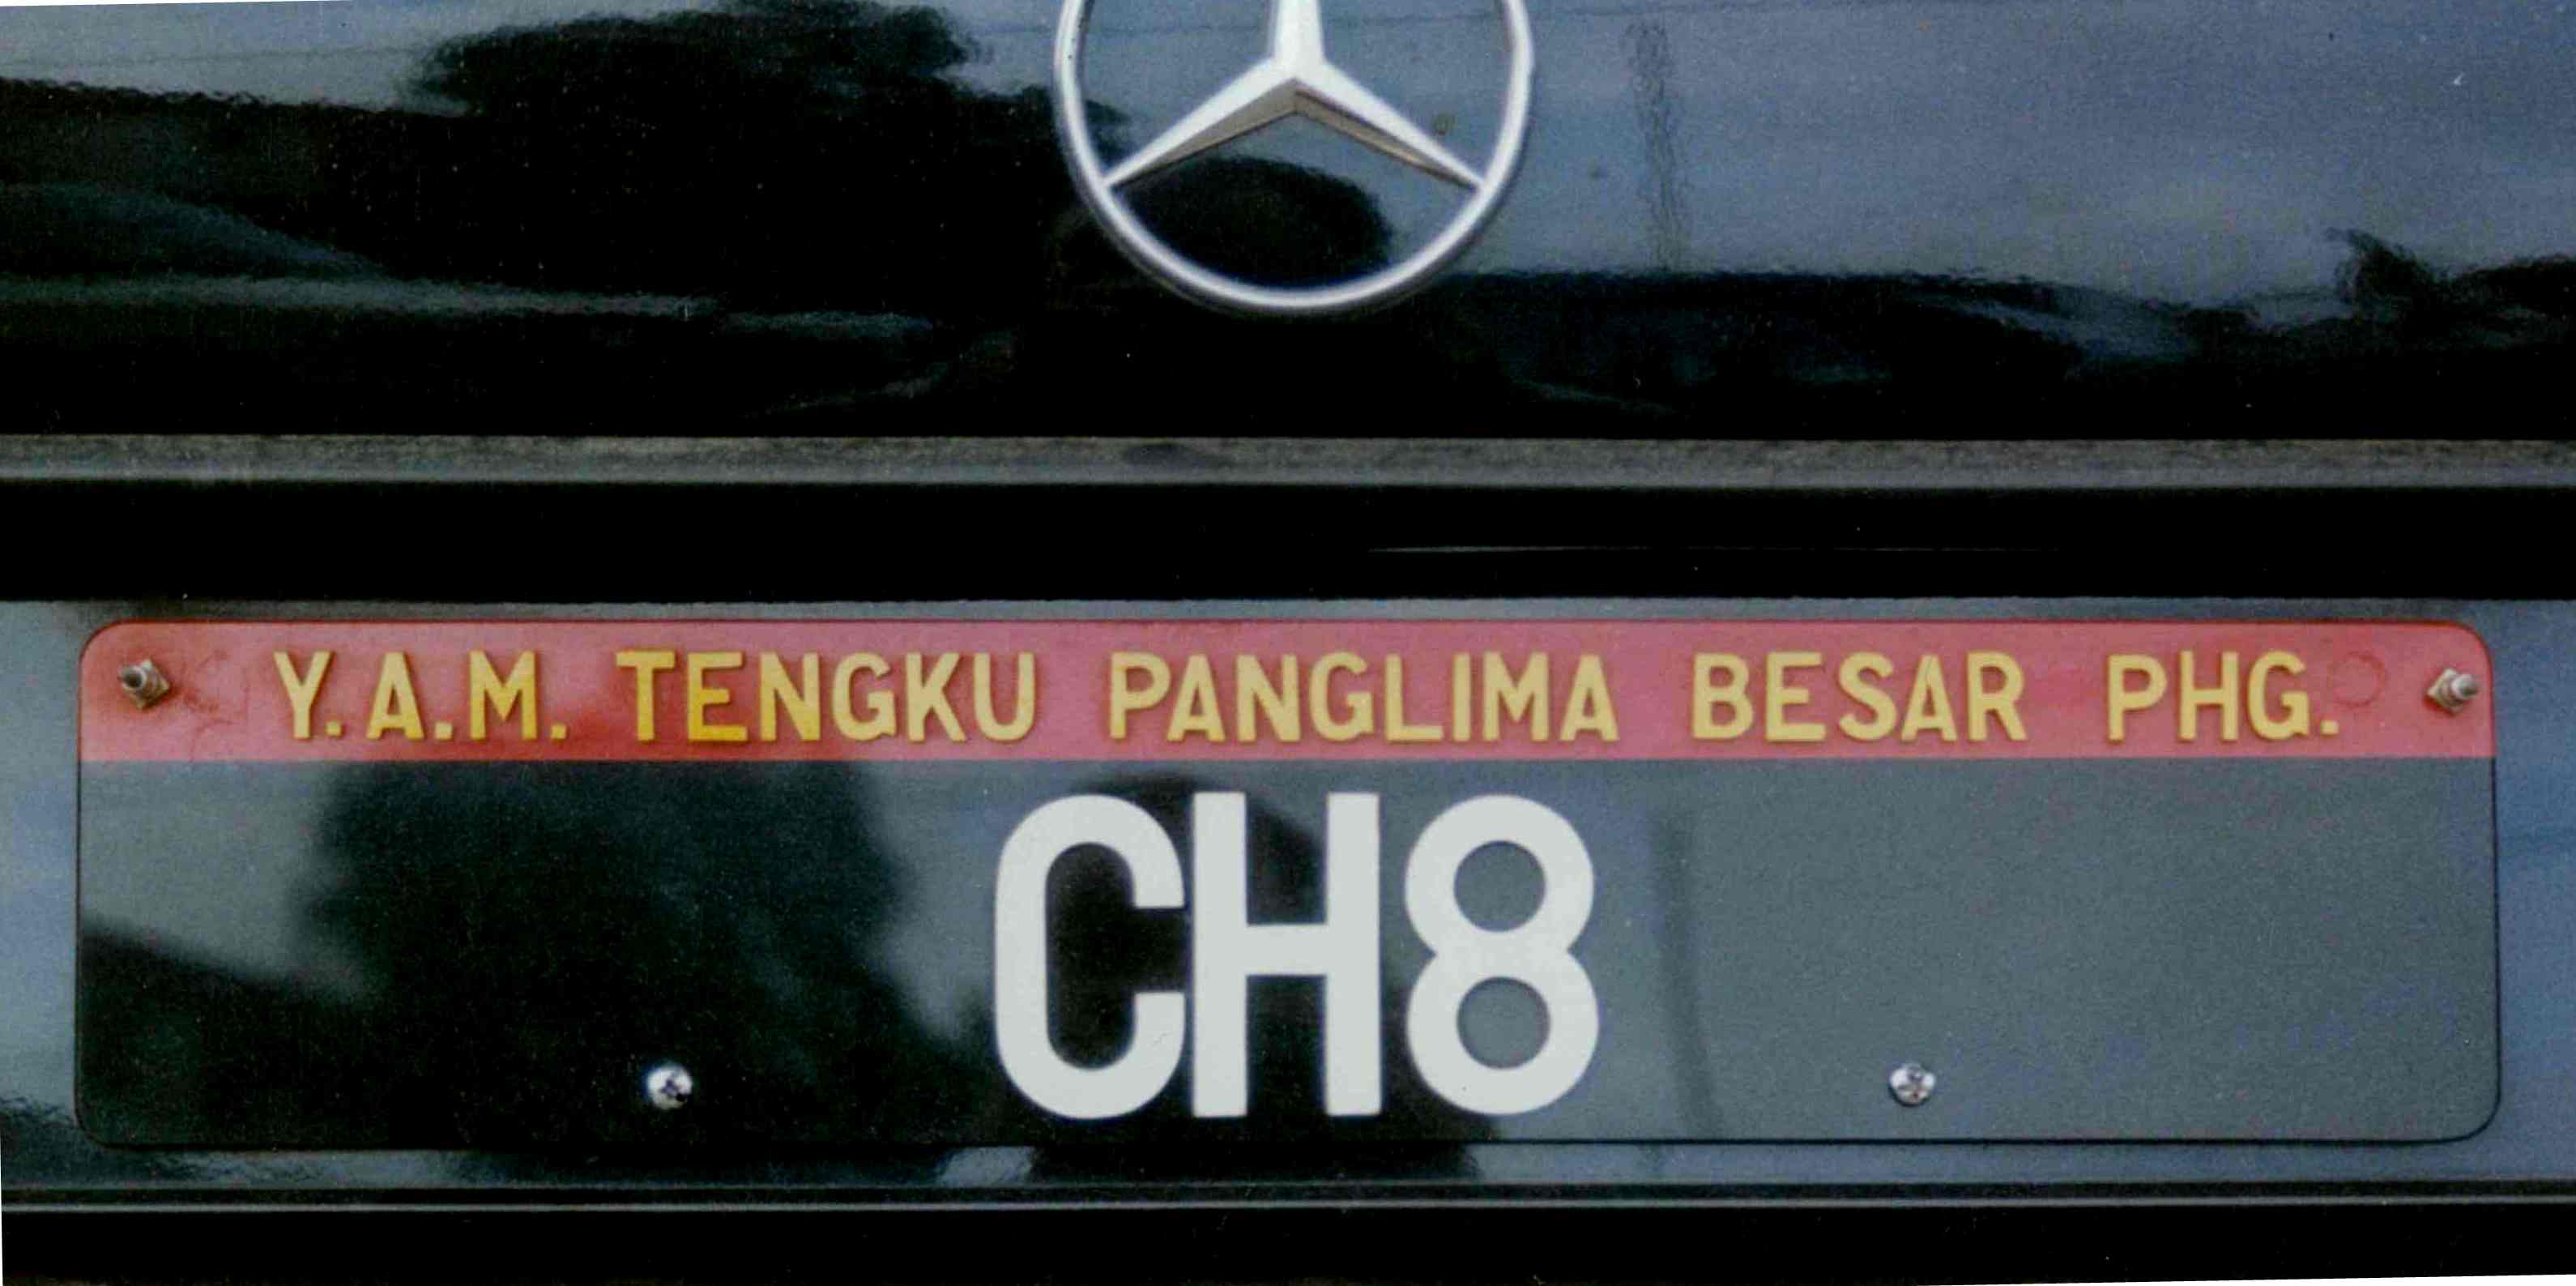 Y.A.M. TENGKU PANGLIMA BESAR PHG.
CH8